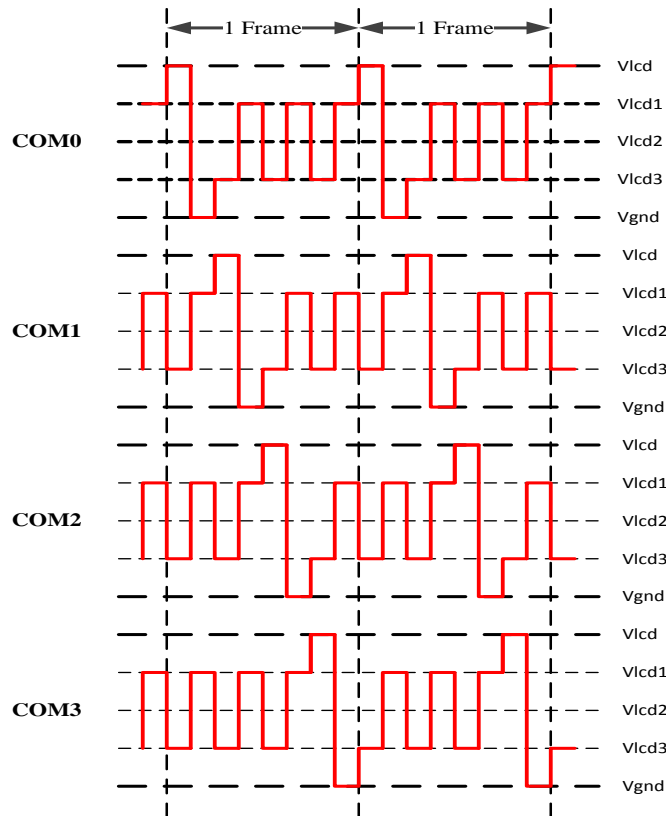 1 Frame 1 Frame
Vlcd
Vlcd1
COM0
Vlcd2
Vlcd3
Vgnd
Vlcd
Vlcd1
COM1
Vlcd2
Vlcd3
Vgnd
Vlcd
Vlcd1
COM2
Vlcd2
Vlcd3
Vgnd
Vlcd
Vlcd1
COM3
Vlcd2
Vlcd3
Vgnd